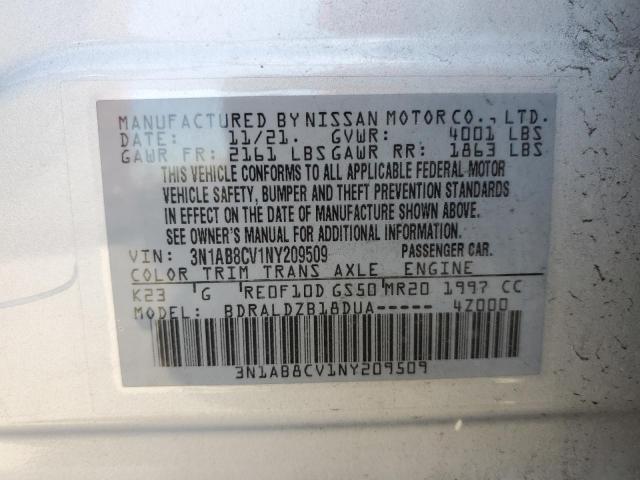 MANUFACTURED BY NISSAN MOTOR CO., LTD.
DATE: 11/21. GVWR: 4001 LBS
GAWR FR: 2161 LBS GAWR RR: 1863 LBS
THIS VEHICLE CONFORMS TO ALL APPLICABLE FEDERAL MOTOR
VEHICLE SAFETY, BUMPER AND THEFT PREVENTION STANDARDS
IN EFFECT ON THE DATE OF MANUFACTURE SHOWN ABOVE.
SEE OWNER'S MANUAL FOR ADDITIONAL INFORMATION.
VIN: 3N1AB8CV1NY209509 PASSENGER CAR.
COLOR TRIM TRANS AXLE ENGINE
K23 G RE0F10D GS50 MR20 1997 CC
MODEL: BDRALDZB18DUA----- 4Z000
3N1AB8CV1NY209509